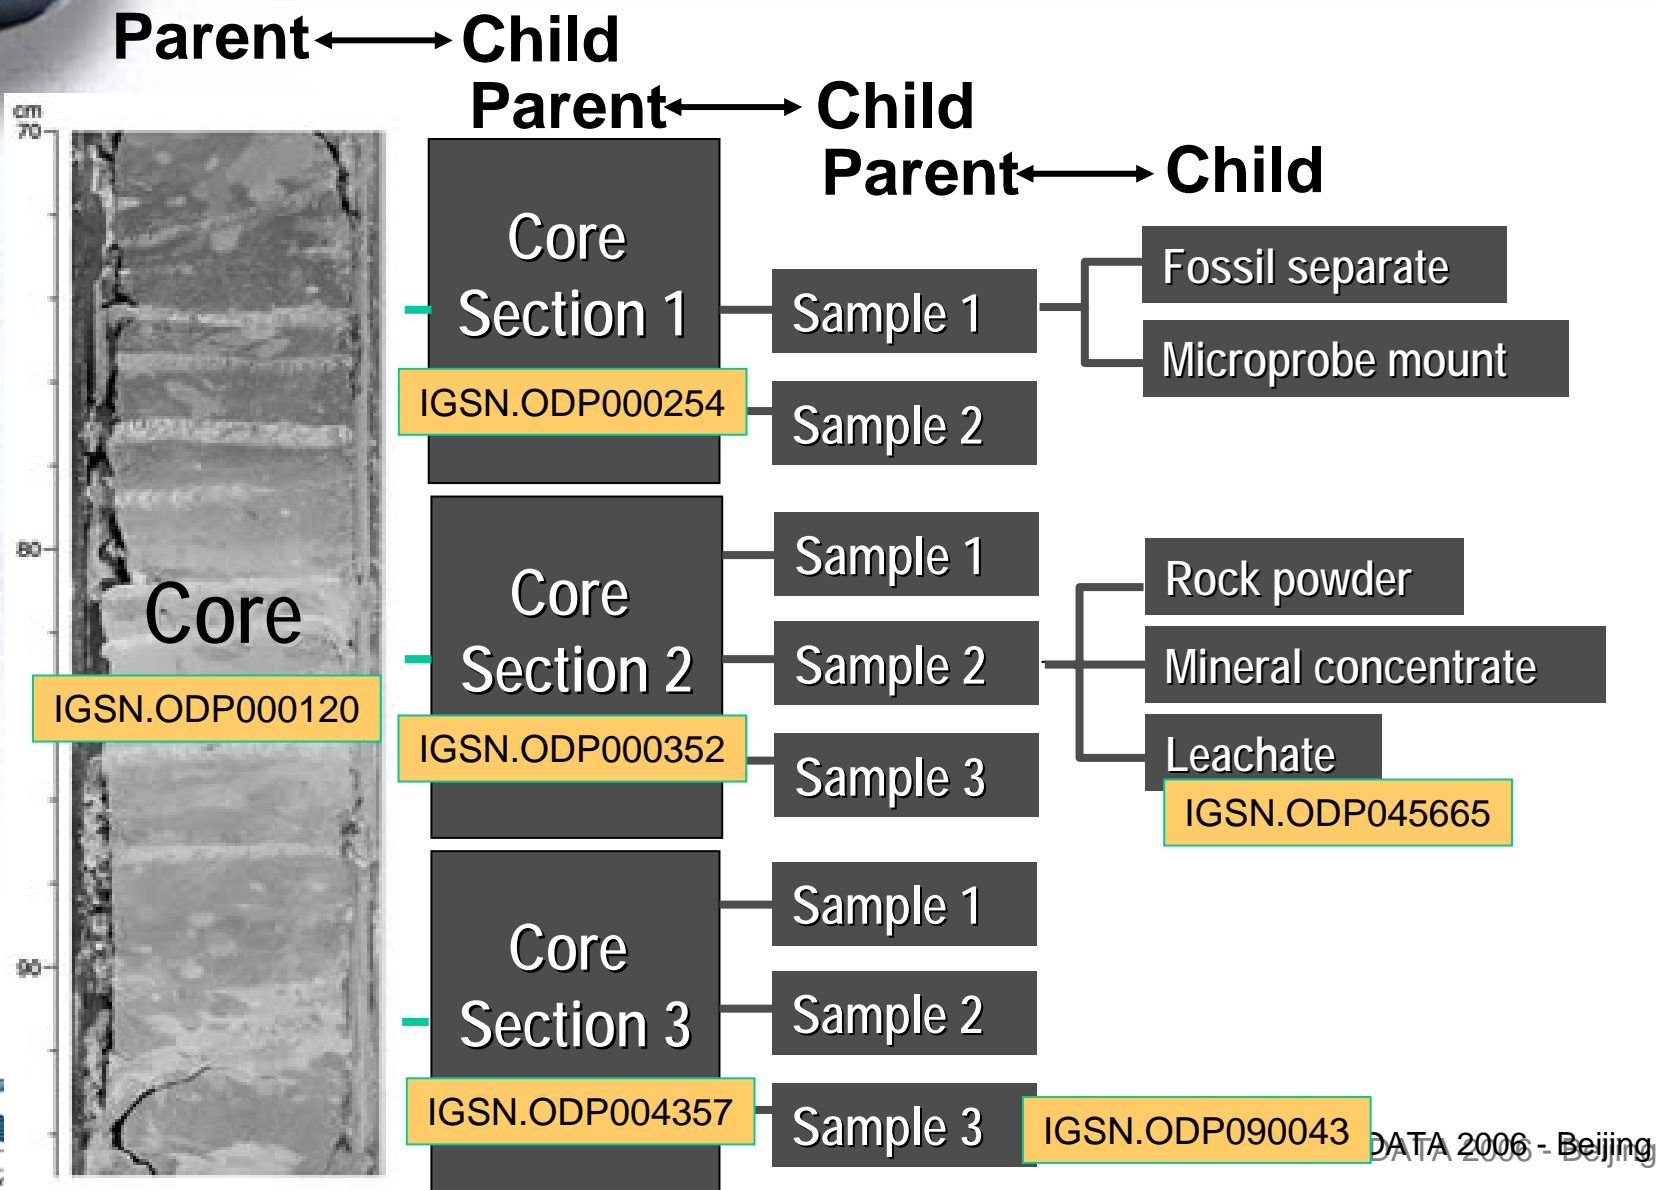 Parent Child
Parent Child
Parent Child
cm
70
80
90
Core
IGSN.ODP000120
Core
Section 1
IGSN.ODP000254
Sample 1
Sample 2
Fossil separate
Microprobe mount
Core
Section 2
IGSN.ODP000352
Sample 1
Sample 2
Sample 3
Rock powder
Mineral concentrate
Leachate
IGSN.ODP045665
Core
Section 3
IGSN.ODP004357
Sample 1
Sample 2
Sample 3
IGSN.ODP090043
DATA 2006 - Beijing